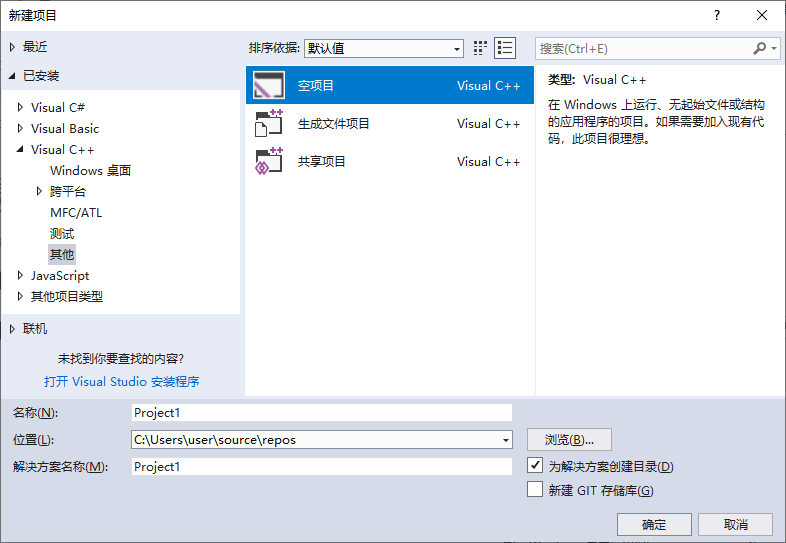 新建项目
?
最近
排序依据: 默认值
搜索(Ctrl+E)
已安装
Visual C#
Visual Basic
Visual C++
Windows 桌面
跨平台
MFC/ATL
测试
其他
JavaScript
其他项目类型
联机
未找到你要查找的内容?
打开 Visual Studio 安装程序
空项目 Visual C++
生成文件项目 Visual C++
共享项目 Visual C++
类型: Visual C++
在 Windows 上运行、无起始文件或结构
的应用程序的项目。如果需要加入现有代
码，此项目很理想。
名称(N): Project1
位置(L): C:\Users\user\source\repos 浏览(B)...
解决方案名称(M): Project1
为解决方案创建目录(D)
新建 GIT 存储库(G)
确定 取消